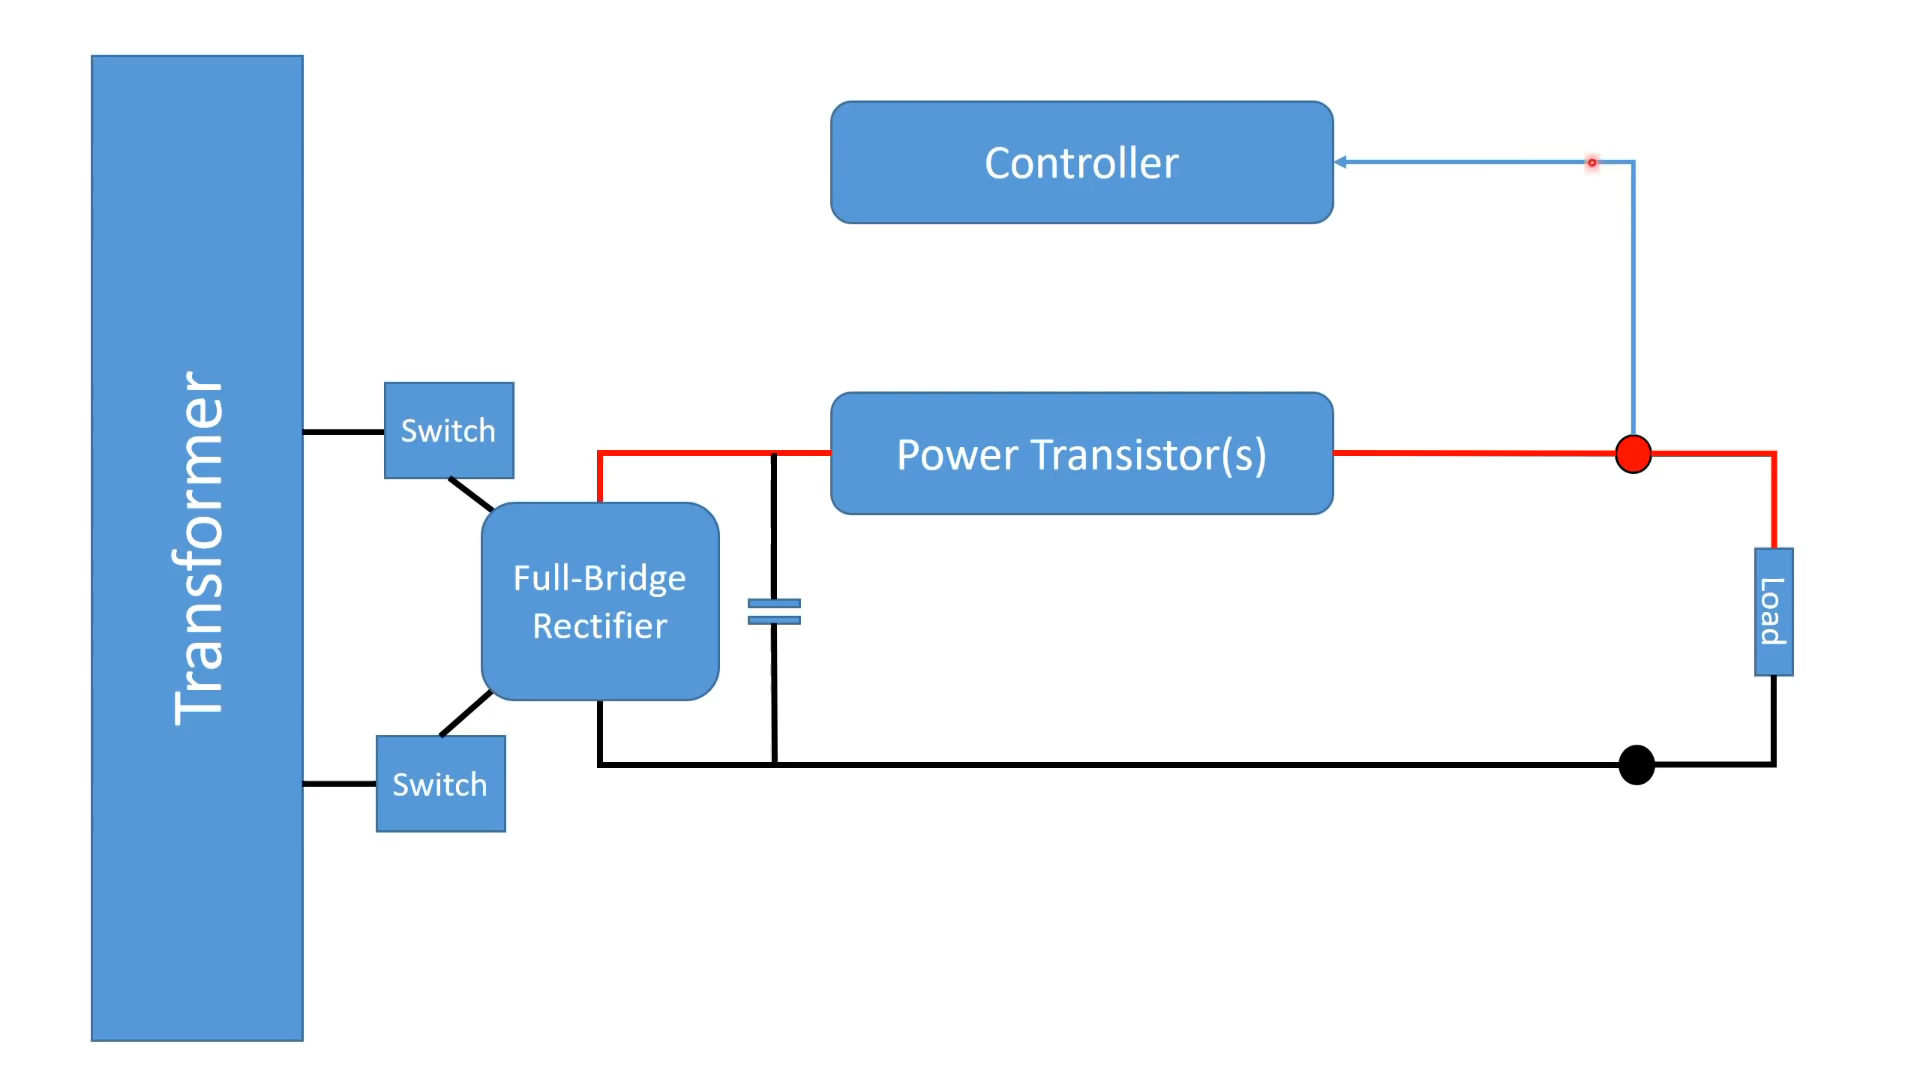 Transformer
Controller
Switch
Power Transistor(s)
Full-Bridge
Rectifier
Load
Switch